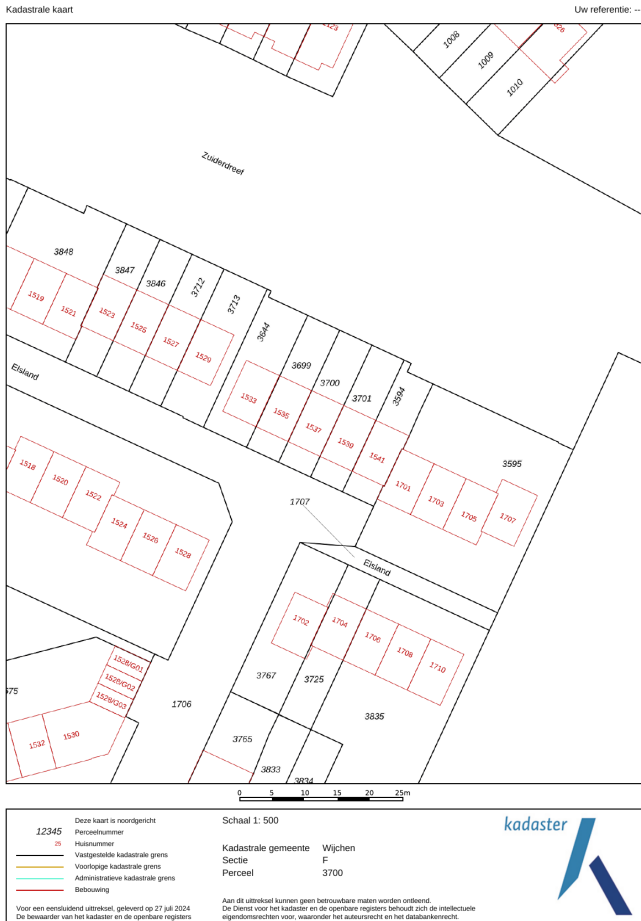 Kadastrale kaart
Uw referentie: --
1008
1009
1010
Zuiderdreef
3848
3847
3846
3712
3713
3644
3699
3700
3701
3594
3595
1519
1521
1523
1525
1527
1529
1533
1535
1537
1539
1541
1701
1703
1705
1707
Elsland
1518
1520
1522
1524
1526
1528
1707
Elsland
1702
1704
1706
1708
1710
3767
3725
3835
1528/G01
1528/G02
1528/G03
1706
1532
1530
3765
3833
3834
0 5 10 15 20 25m
Deze kaart is noordgericht
12345 Perceelnummer
25 Huisnummer
Vastgestelde kadastrale grens
Voorlopige kadastrale grens
Administratieve kadastrale grens
Bebouwing
Voor een eensluidend uittreksel, geleverd op 27 juli 2024
De bewaarder van het kadaster en de openbare registers
Schaal 1: 500
Kadastrale gemeente Wijchen
Sectie F
Perceel 3700
Aan dit uittreksel kunnen geen betrouwbare maten worden ontleend.
De Dienst voor het kadaster en de openbare registers behoudt zich de intellectuele
eigendomsrechten voor, waaronder het auteursrecht en het databankenrecht.
kadaster